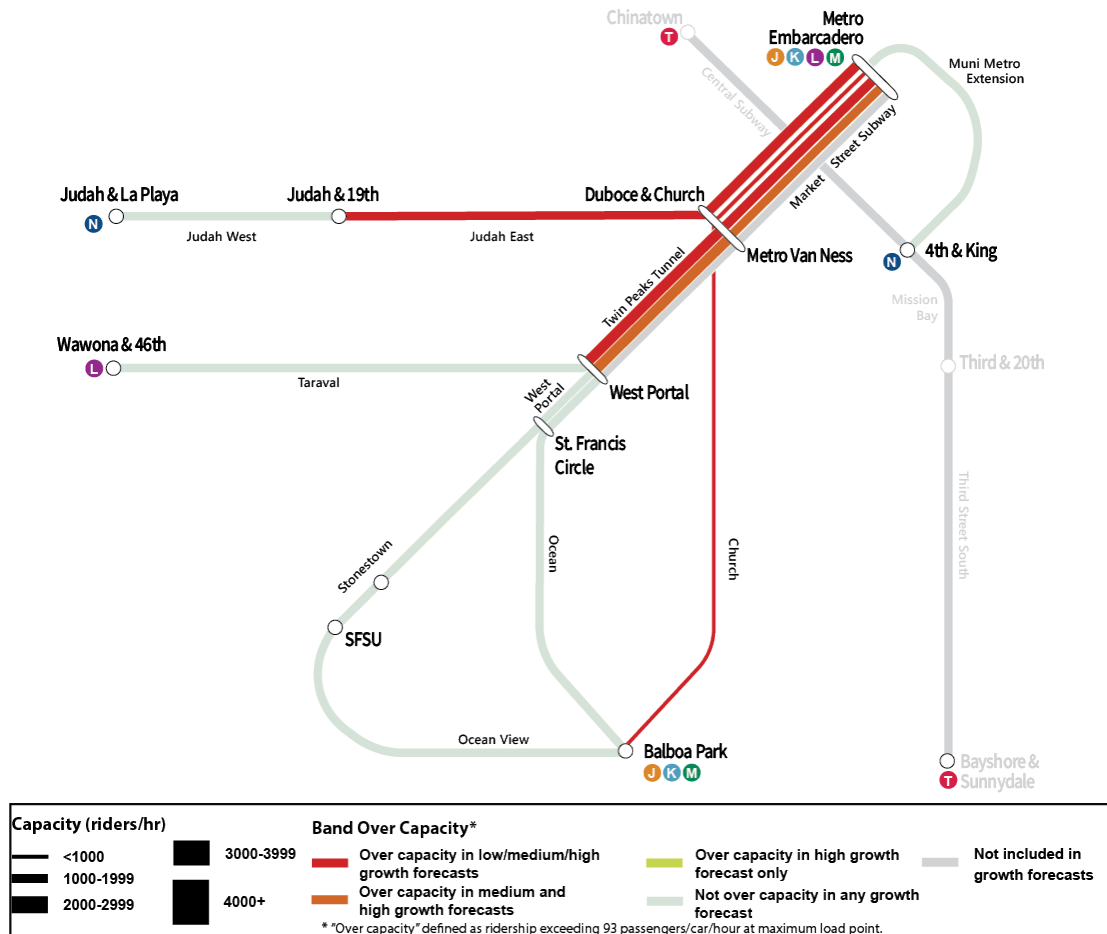 Chinatown
T
Metro
Embarcadero
J K L M
Muni Metro
Extension
Central Subway
Market Street Subway
Judah & La Playa
N
Judah & 19th
Duboce & Church
Judah West
Judah East
Metro Van Ness
4th & King
N
Twin Peaks Tunnel
Mission
Bay
Wawona & 46th
L
Taraval
Third & 20th
West
Portal
West Portal
St. Francis
Circle
Third Street South
Ocean
Church
Stonestown
SFSU
Ocean View
Balboa Park
J K M
Bayshore &
Sunnydale
T
Capacity (riders/hr)
<1000
1000-1999
2000-2999
3000-3999
4000+
Band Over Capacity*
Over capacity in low/medium/high
growth forecasts
Over capacity in medium and
high growth forecasts
Over capacity in high growth
forecast only
Not over capacity in any growth
forecast
Not included in
growth forecasts
* "Over capacity" defined as ridership exceeding 93 passengers/car/hour at maximum load point.